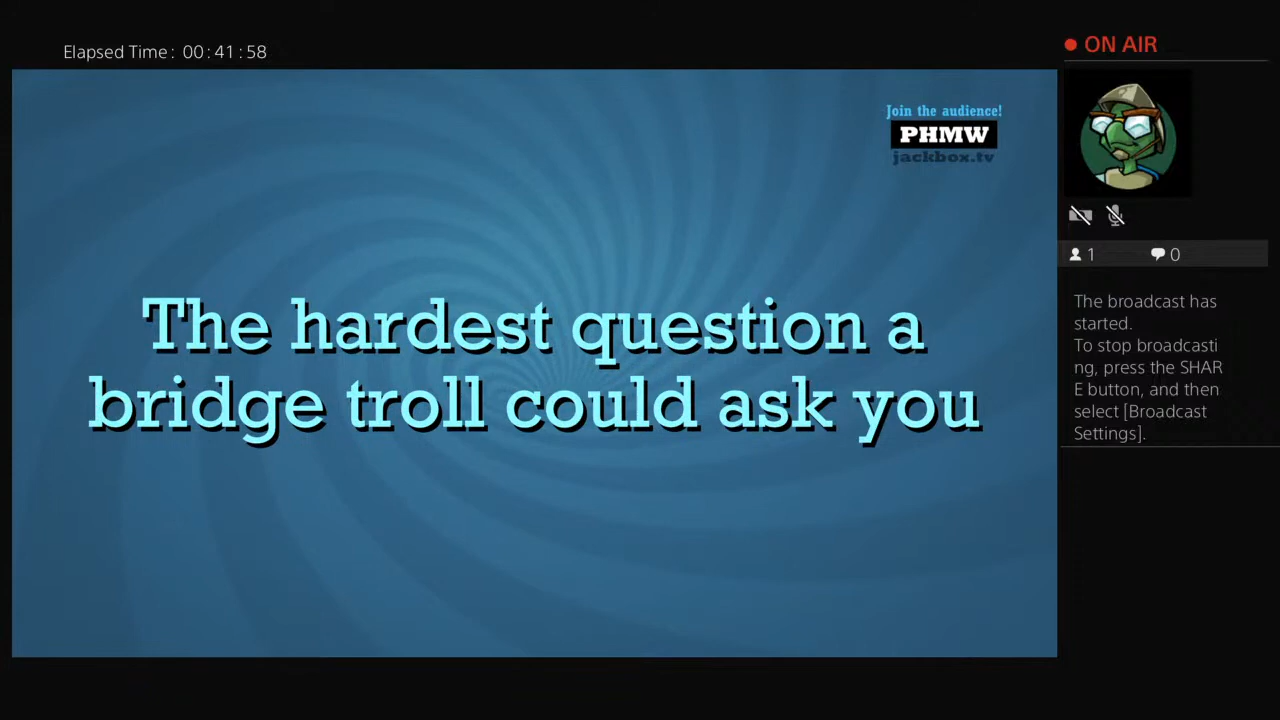 Elapsed Time: 00:41:58
ON AIR
Join the audience!
PHMW
jackbox.tv
The hardest question a
bridge troll could ask you
1 0
The broadcast has
started.
To stop broadcasti
ng, press the SHAR
E button, and then
select [Broadcast
Settings].